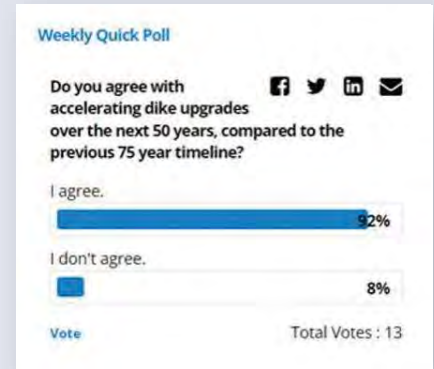 Weekly Quick Poll
Do you agree with
accelerating dike upgrades
over the next 50 years, compared to the
previous 75 year timeline?
I agree.
92%
I don't agree.
8%
Vote Total Votes : 13